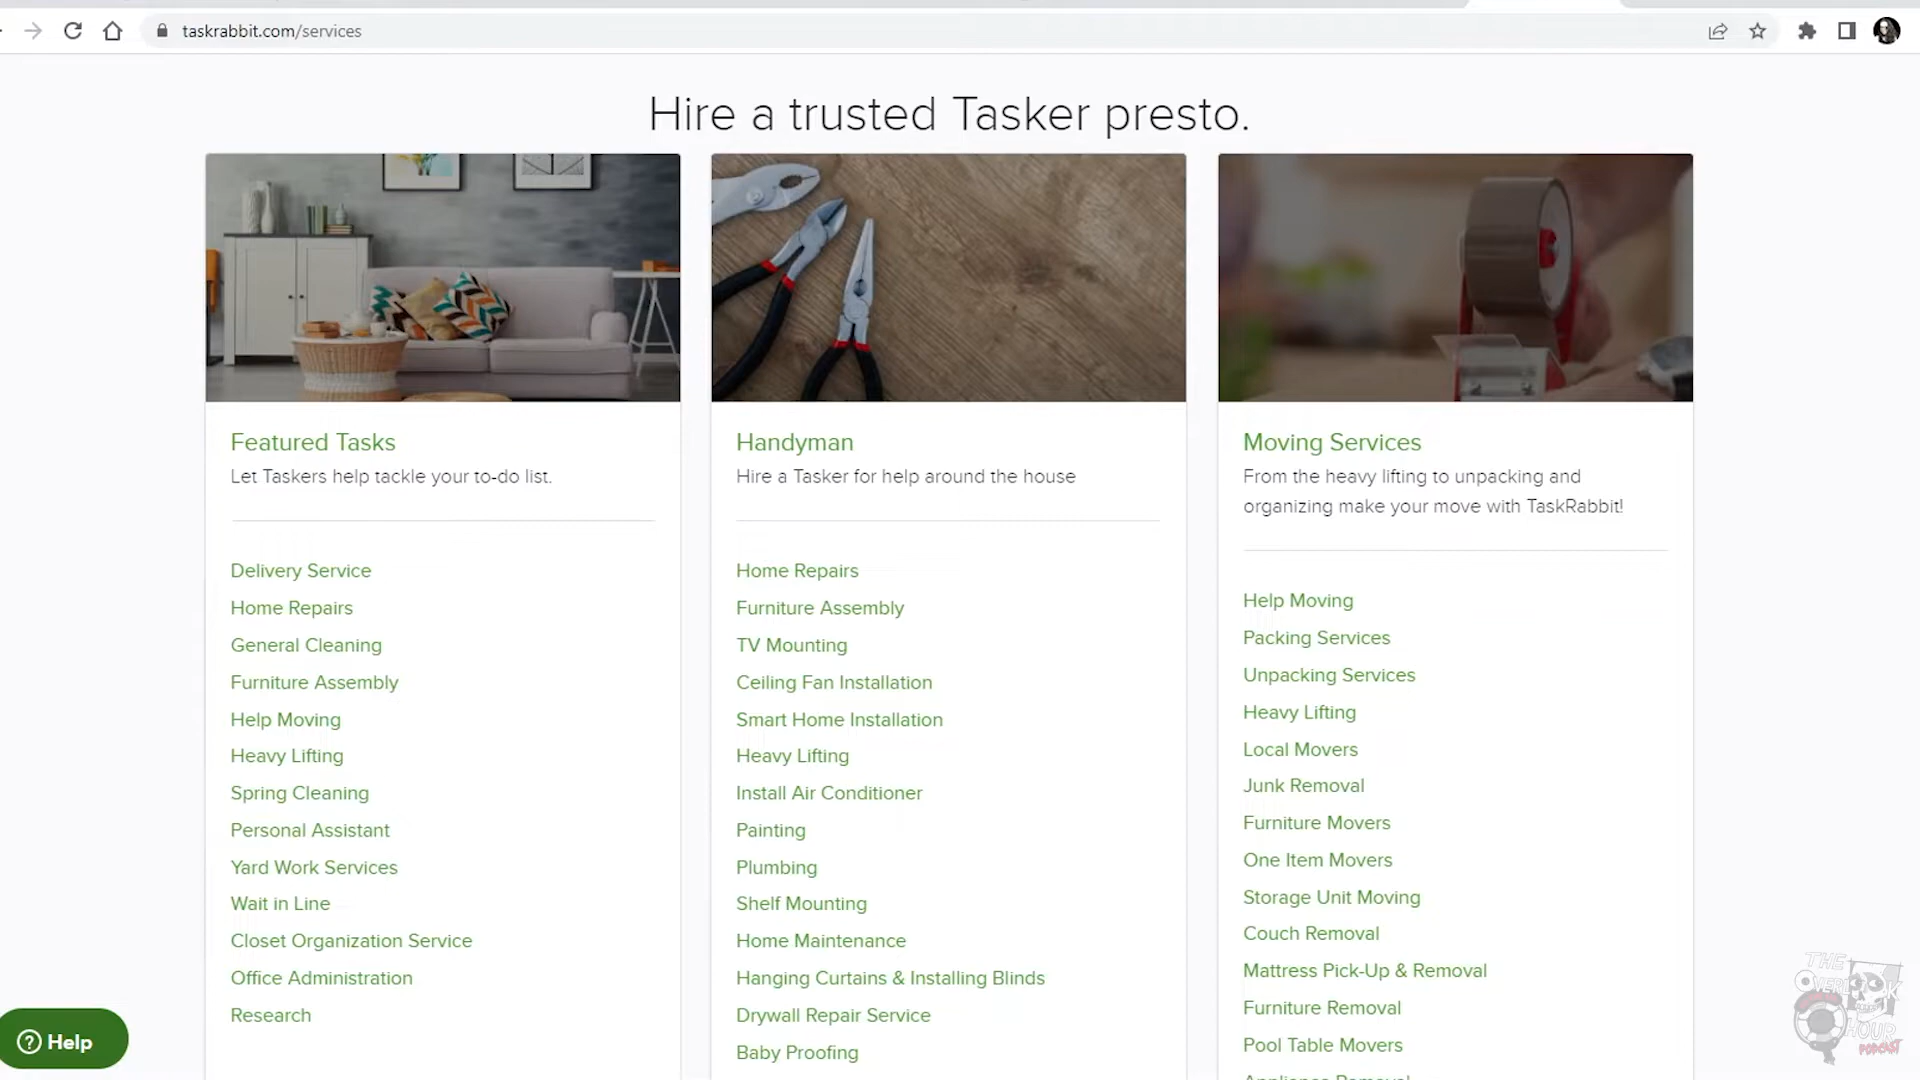 taskrabbit.com/services
Hire a trusted Tasker presto.
Featured Tasks
Let Taskers help tackle your to-do list.
Delivery Service
Home Repairs
General Cleaning
Furniture Assembly
Help Moving
Heavy Lifting
Spring Cleaning
Personal Assistant
Yard Work Services
Wait in Line
Closet Organization Service
Office Administration
Research
Handyman
Hire a Tasker for help around the house
Home Repairs
Furniture Assembly
TV Mounting
Ceiling Fan Installation
Smart Home Installation
Heavy Lifting
Install Air Conditioner
Painting
Plumbing
Shelf Mounting
Home Maintenance
Hanging Curtains & Installing Blinds
Drywall Repair Service
Baby Proofing
Moving Services
From the heavy lifting to unpacking and
organizing make your move with TaskRabbit!
Help Moving
Packing Services
Unpacking Services
Heavy Lifting
Local Movers
Junk Removal
Furniture Movers
One Item Movers
Storage Unit Moving
Couch Removal
Mattress Pick-Up & Removal
Furniture Removal
Pool Table Movers
Help
THE
OVERLOOK
HOUR
PODCAST